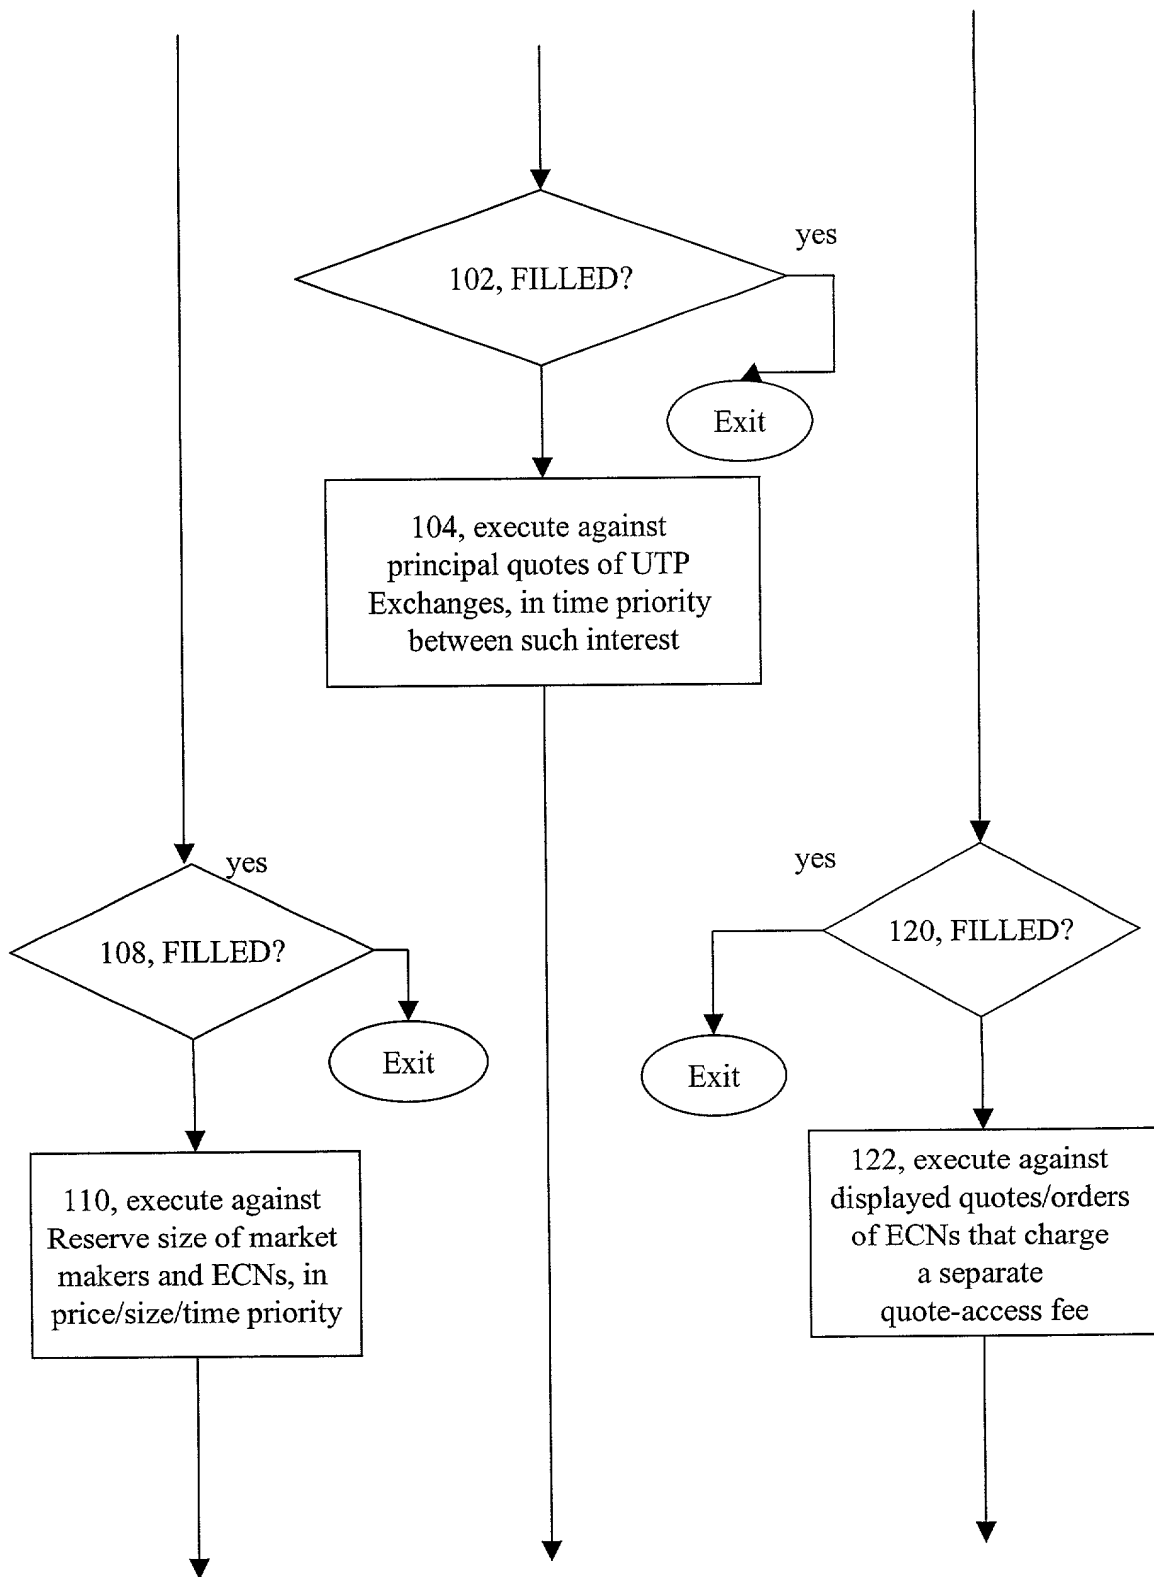 yes
102, FILLED?
Exit
104, execute against
principal quotes of UTP
Exchanges, in time priority
between such interest
yes
108, FILLED?
Exit
110, execute against
Reserve size of market
makers and ECNs, in
price/size/time priority
yes
120, FILLED?
Exit
122, execute against
displayed quotes/orders
of ECNs that charge
a separate
quote-access fee